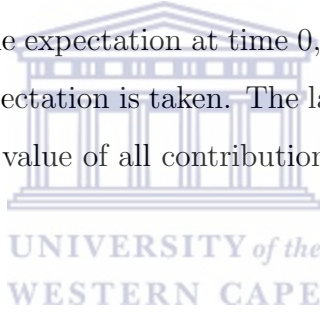 e expectation at time 0,
ectation is taken. The la
value of all contribution
UNIVERSITY of the
WESTERN CAPE